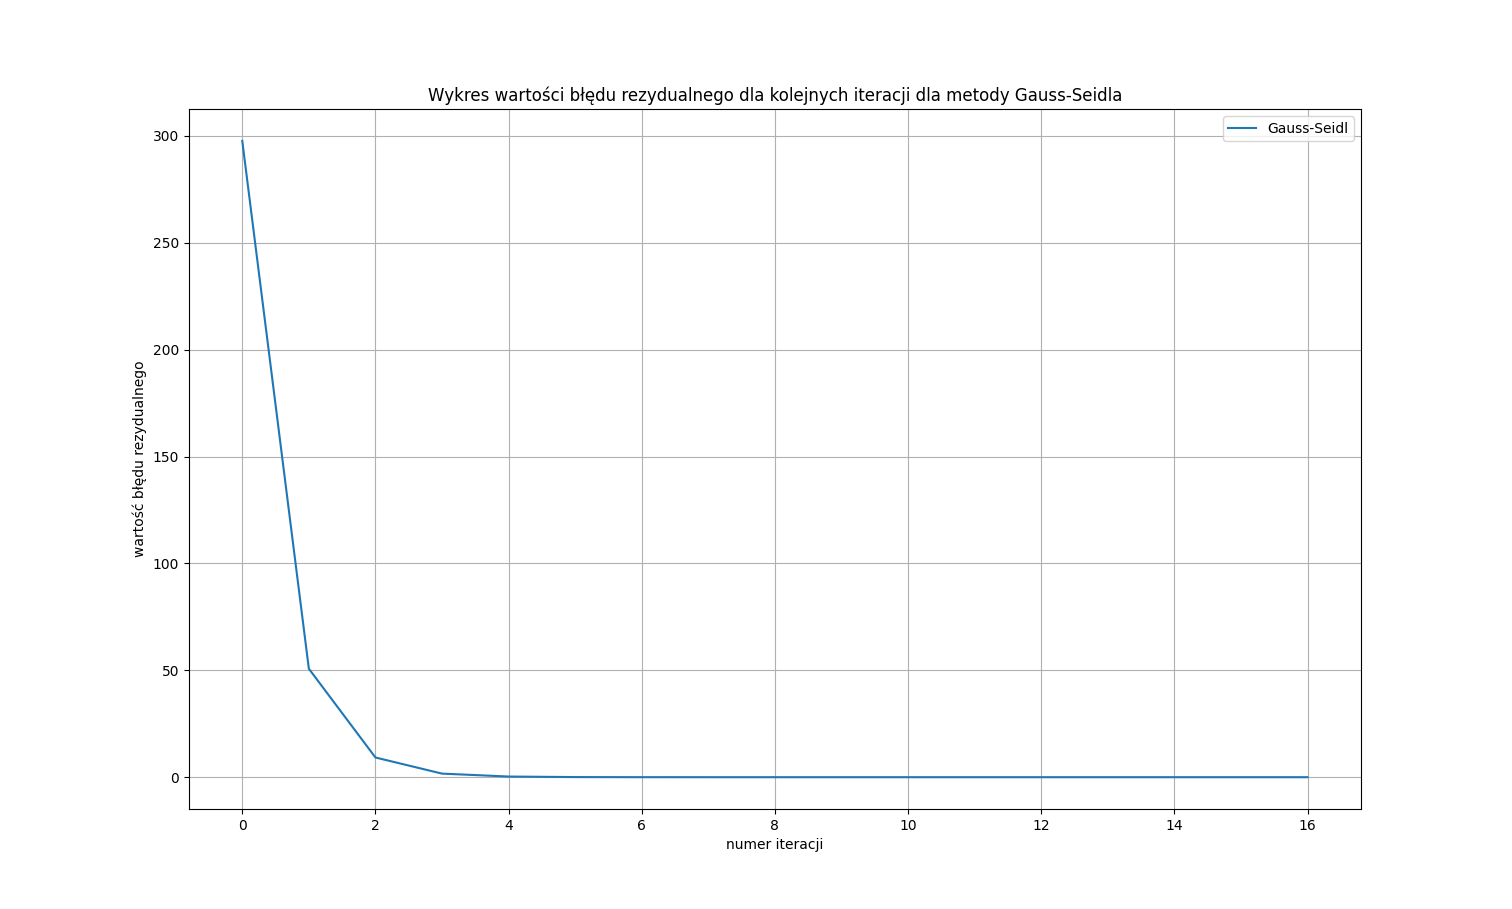 Wykres wartości błędu rezydualnego dla kolejnych iteracji dla metody Gauss-Seidla
Gauss-Seidl
300
250
200
150
100
50
0
wartość błędu rezydualnego
0 2 4 6 8 10 12 14 16
numer iteracji